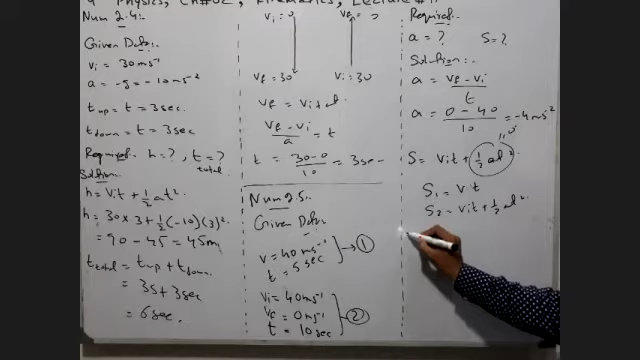 Physics, Ch#02, Kinematics, Lecture #
Num 2.4:
Given Data:
vi = 30ms⁻¹
a = -g = -10ms⁻²
tup = t = 3sec
tdown = t = 3sec
Required: h=?, t=?
total
Solution
h = vit + ½at²
h = 30x3 + ½(-10)(3)²
= 90 - 45 = 45m
ttotal = tup + tdown
= 3s + 3sec
= 6sec.
vi=0
vf = 0
vf = 30
vi = 30
vf = vi + at
vf - vi / a = t
t = 30-0 / 10 = 3sec
Num 2.5:
Given Data
v = 40ms⁻¹
t = 5sec
→ ①
vi = 40ms⁻¹
vf = 0ms⁻¹
t = 10sec
②
Required
a = ? S = ?
Solution:
a = vf - vi / t
a = 0 - 40 / 10 = -4ms⁻²
S = vit + ½at²
S₁ = vt
S₂ = vit + ½at²